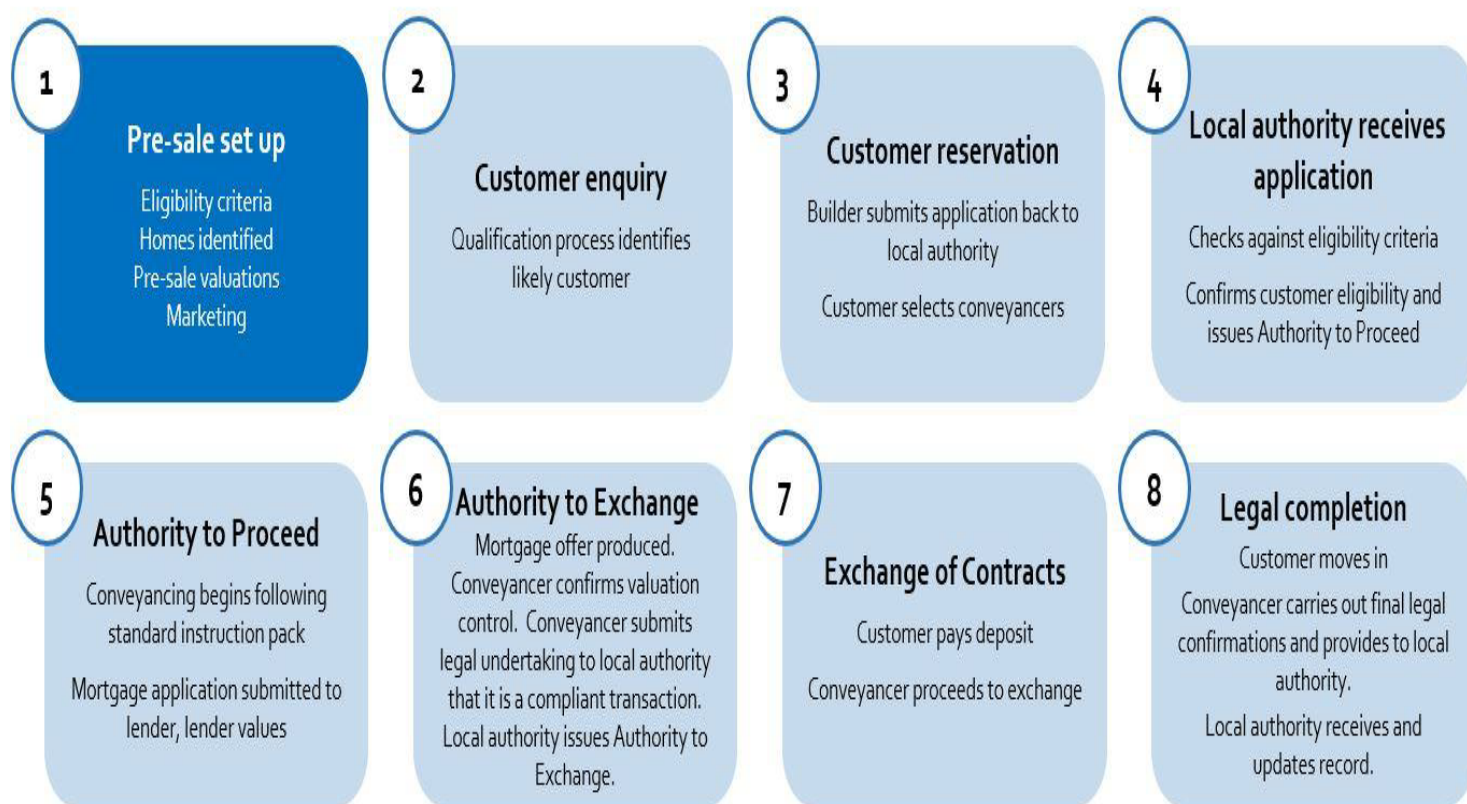 1
Pre-sale set up
Eligibility criteria
Homes identified
Pre-sale valuations
Marketing
2
Customer enquiry
Qualification process identifies
likely customer
3
Customer reservation
Builder submits application back to
local authority
Customer selects conveyancers
4
Local authority receives
application
Checks against eligibility criteria
Confirms customer eligibility and
issues Authority to Proceed
5
Authority to Proceed
Conveyancing begins following
standard instruction pack
Mortgage application submitted to
lender, lender values
6
Authority to Exchange
Mortgage offer produced.
Conveyancer confirms valuation
control. Conveyancer submits
legal undertaking to local authority
that it is a compliant transaction.
Local authority issues Authority to
Exchange.
7
Exchange of Contracts
Customer pays deposit
Conveyancer proceeds to exchange
8
Legal completion
Customer moves in
Conveyancer carries out final legal
confirmations and provides to local
authority.
Local authority receives and
updates record.